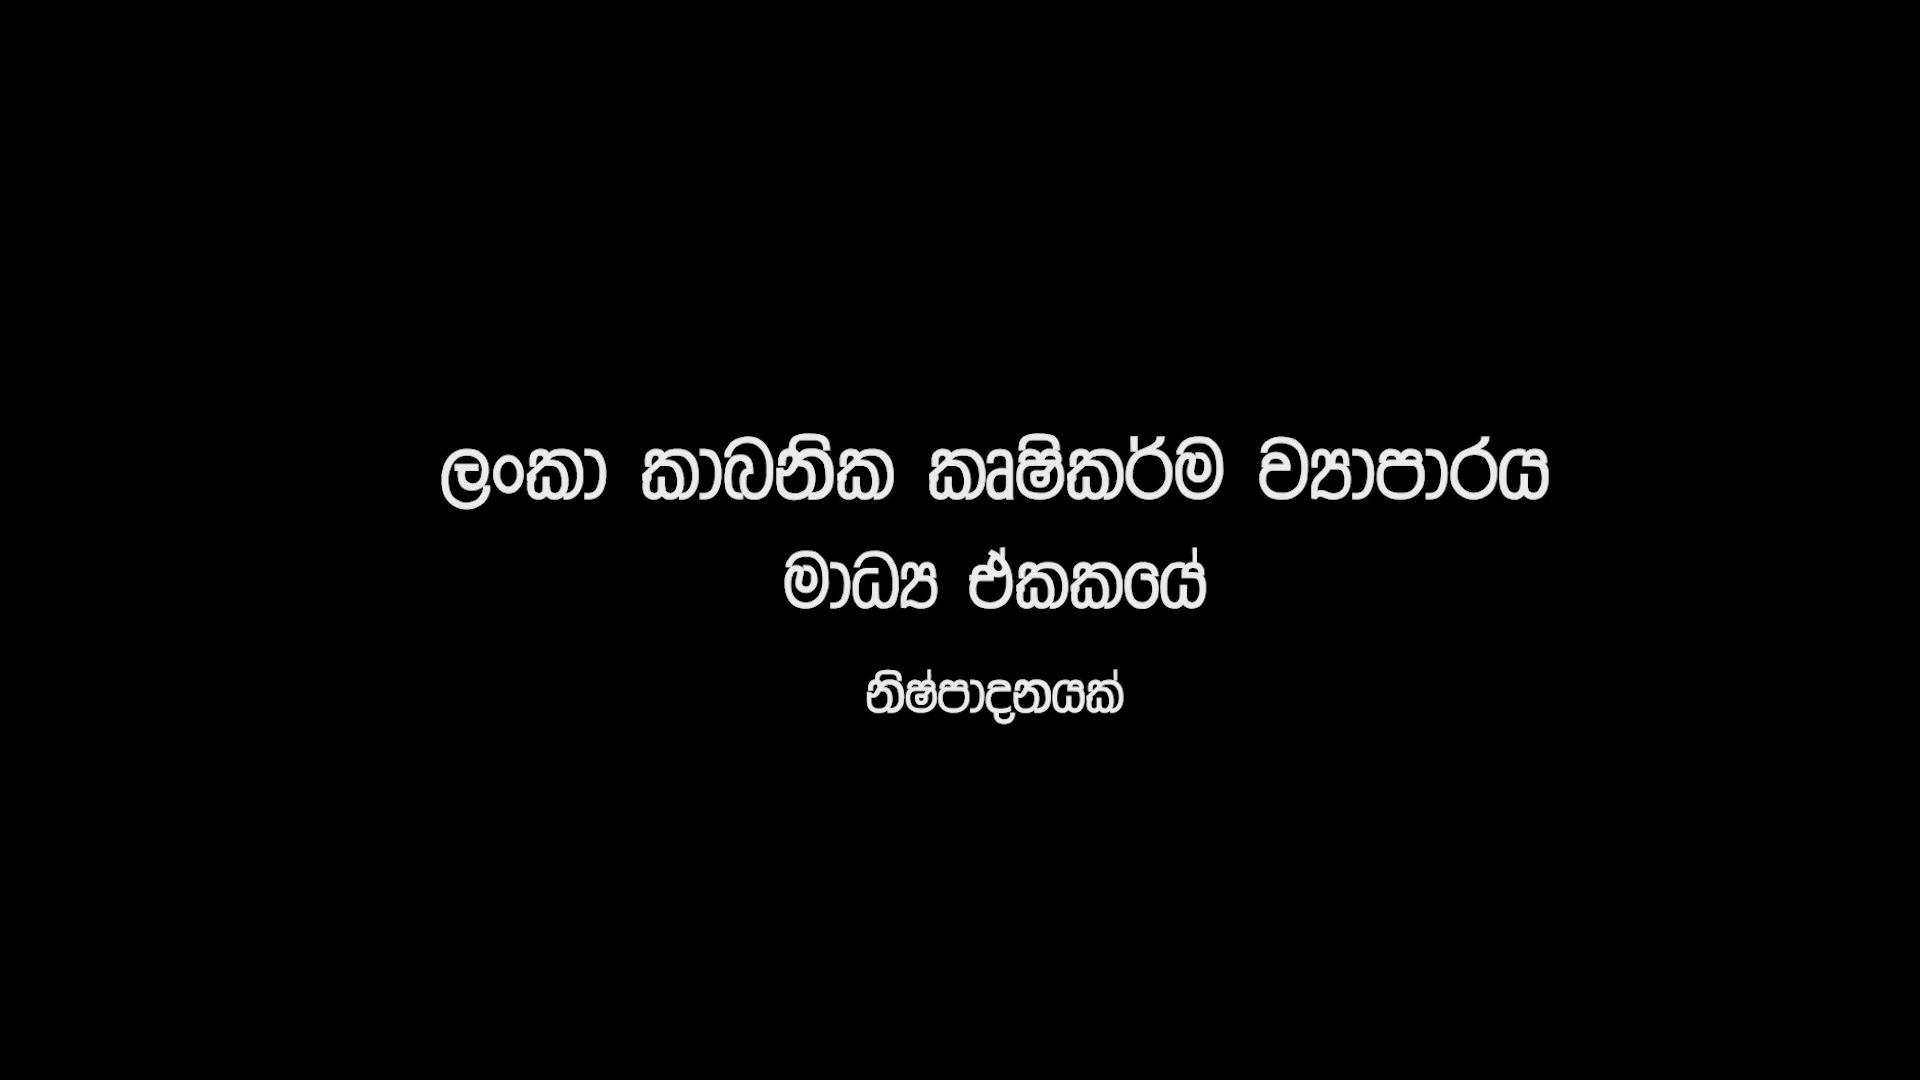 ලංකා කාබනික කෘෂිකර්ම ව්‍යාපාරය
මාධ්‍ය ඒකකයේ
නිෂ්පාදනයක්